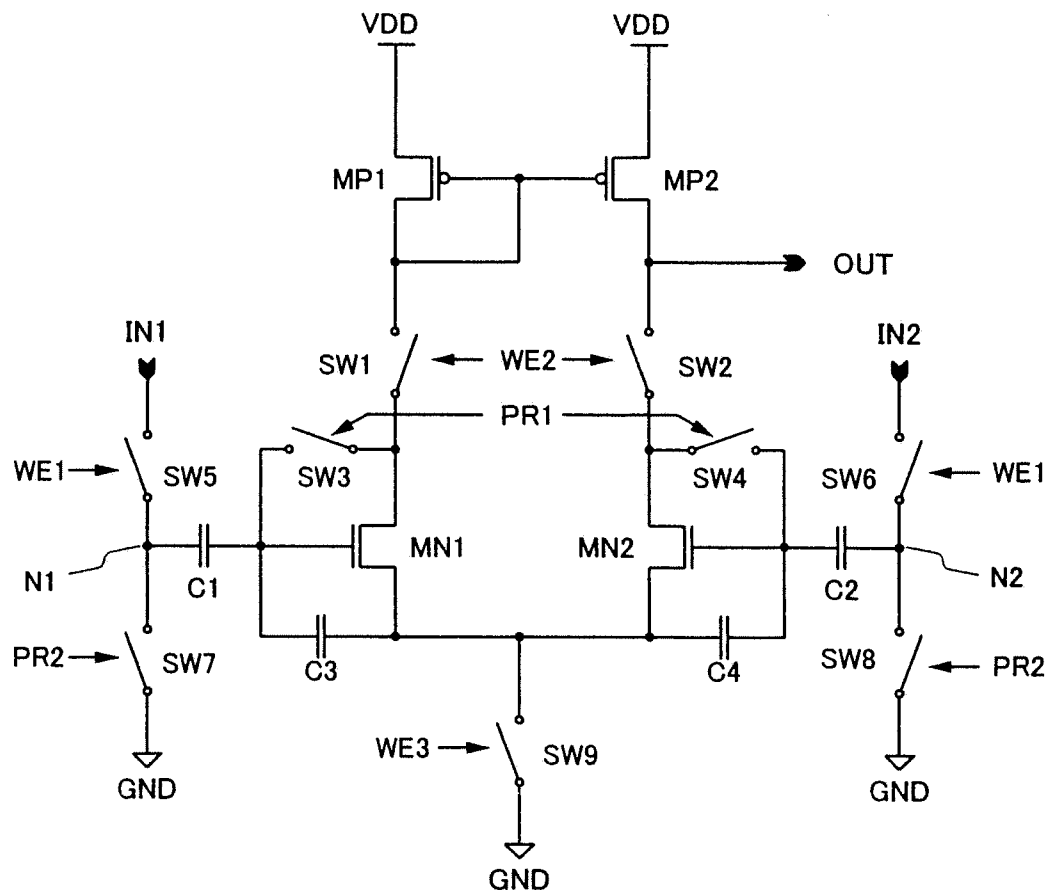 VDD VDD
MP1 MP2
OUT
IN1 IN2
SW1 WE2 SW2
PR1
WE1 SW5 SW3 SW4 SW6 WE1
MN1 MN2
N1 C1 C2 N2
PR2 SW7 C3 C4 SW8 PR2
WE3 SW9
GND GND
GND